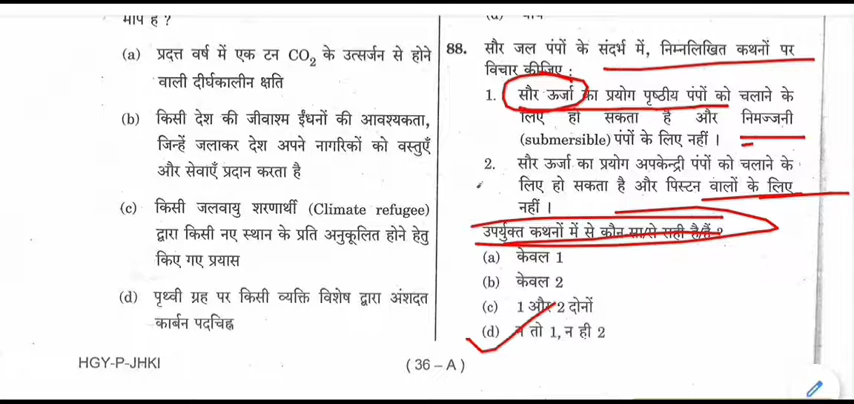 माप है ?
(a) प्रदत्त वर्ष में एक टन CO₂ के उत्सर्जन से होने
वाली दीर्घकालीन क्षति
(b) किसी देश की जीवाश्म ईंधनों की आवश्यकता,
जिन्हें जलाकर देश अपने नागरिकों को वस्तुएँ
और सेवाएँ प्रदान करता है
(c) किसी जलवायु शरणार्थी (Climate refugee)
द्वारा किसी नए स्थान के प्रति अनुकूलित होने हेतु
किए गए प्रयास
(d) पृथ्वी ग्रह पर किसी व्यक्ति विशेष द्वारा अंशदत
कार्बन पदचिह्न
88. सौर जल पंपों के संदर्भ में, निम्नलिखित कथनों पर
विचार कीजिए :
1. सौर ऊर्जा का प्रयोग पृष्ठीय पंपों को चलाने के
लिए हो सकता है और निमज्जनी
(submersible) पंपों के लिए नहीं ।
2. सौर ऊर्जा का प्रयोग अपकेन्द्री पंपों को चलाने के
लिए हो सकता है और पिस्टन वालों के लिए
नहीं ।
उपर्युक्त कथनों में से कौन-सा/से सही है/हैं ?
(a) केवल 1
(b) केवल 2
(c) 1 और 2 दोनों
(d) न तो 1, न ही 2
HGY-P-JHKI
( 36 – A )